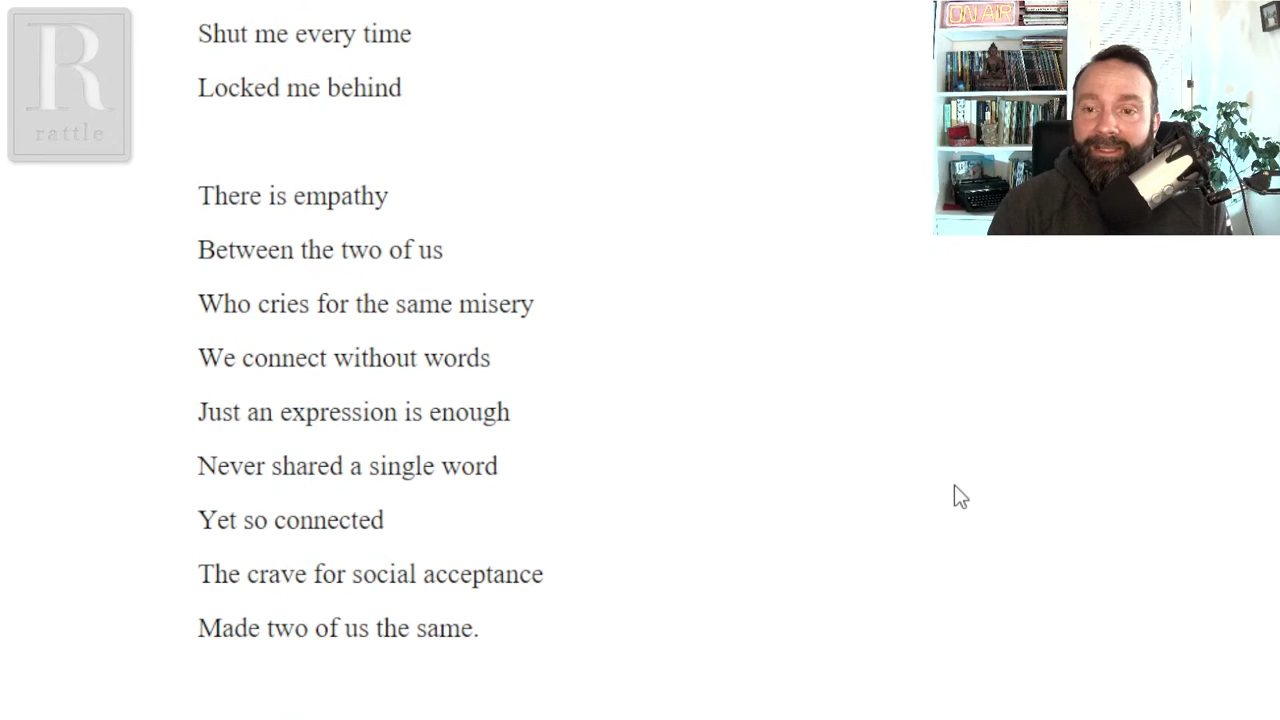 R
rattle
ON AIR
Shut me every time
Locked me behind
There is empathy
Between the two of us
Who cries for the same misery
We connect without words
Just an expression is enough
Never shared a single word
Yet so connected
The crave for social acceptance
Made two of us the same.